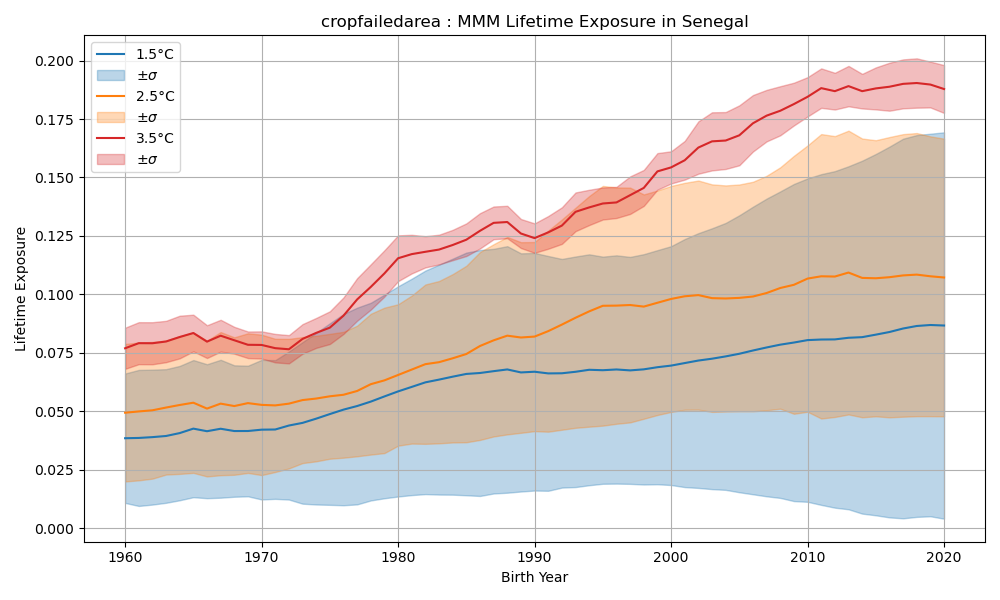 cropfailedarea : MMM Lifetime Exposure in Senegal
1.5°C
±σ
2.5°C
±σ
3.5°C
±σ
Lifetime Exposure
0.200
0.175
0.150
0.125
0.100
0.075
0.050
0.025
0.000
1960 1970 1980 1990 2000 2010 2020
Birth Year